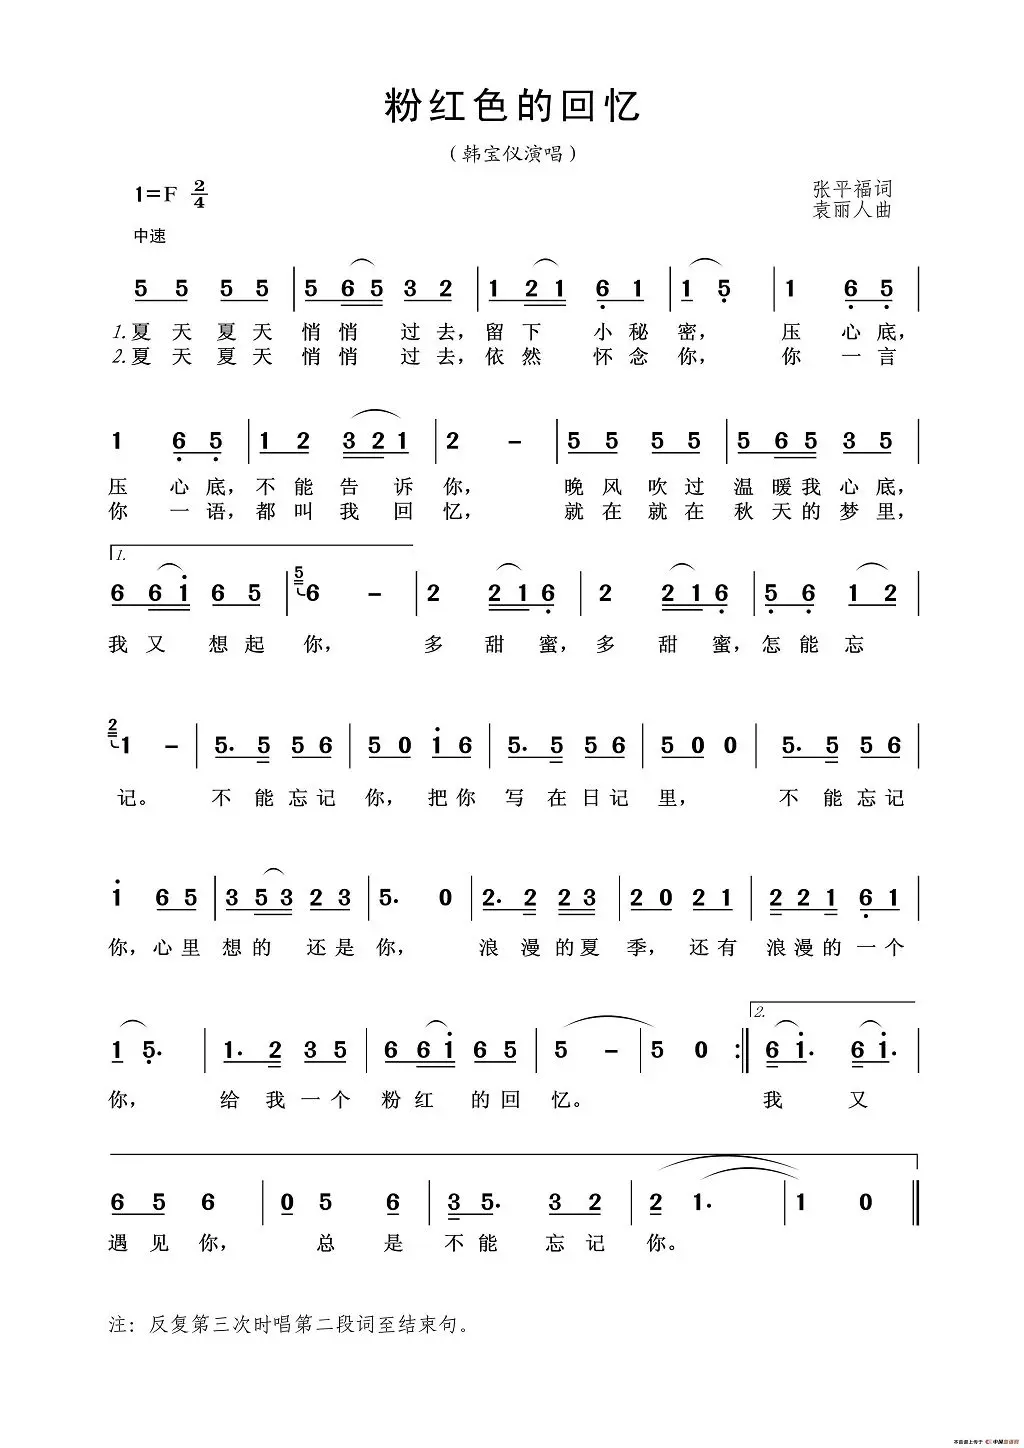 粉红色的回忆
（韩宝仪演唱）
1=F 2/4
张平福词
袁丽人曲
中速
5 5 5 5 | 5 6 5 3 2 | 1 2 1 6 1 | 1 5 | 1 6 5 |
1.夏天夏天悄悄 过去，留下 小秘密， 压心底，
2.夏天夏天悄悄 过去，依然 怀念你， 你一言
1 6 5 | 1 2 3 2 1 | 2 - | 5 5 5 5 | 5 6 5 3 5 |
压心底，不能告诉你， 晚风吹过温暖我心底，
你一语，都叫我回忆， 就在就在秋天的梦里，
1.
6 6 1 6 5 | 5 6 - | 2 2 1 6 | 2 2 1 6 | 5 6 1 2 |
我又想起你， 多甜蜜，多甜蜜，怎能忘
2 1 - | 5. 5 5 6 | 5 0 1 6 | 5. 5 5 6 | 5 0 0 | 5. 5 5 6 |
记。 不能忘记你，把你写在日记里， 不能忘记
1 6 5 | 3 5 3 2 3 | 5. 0 | 2. 2 2 3 | 2 0 2 1 | 2 2 1 6 1 |
你，心里想的还是你， 浪漫的夏季，还有浪漫的一个
2.
1 5. | 1. 2 3 5 | 6 6 1 6 5 | 5 - | 5 0 :| 6 1. 6 1. |
你， 给我一个粉红的回忆。 我又
6 5 6 | 0 5 6 | 3 5. 3 2 | 2 1. | 1 0 ‖
遇见你， 总是不能忘记你。
注：反复第三次时唱第二段词至结束句。